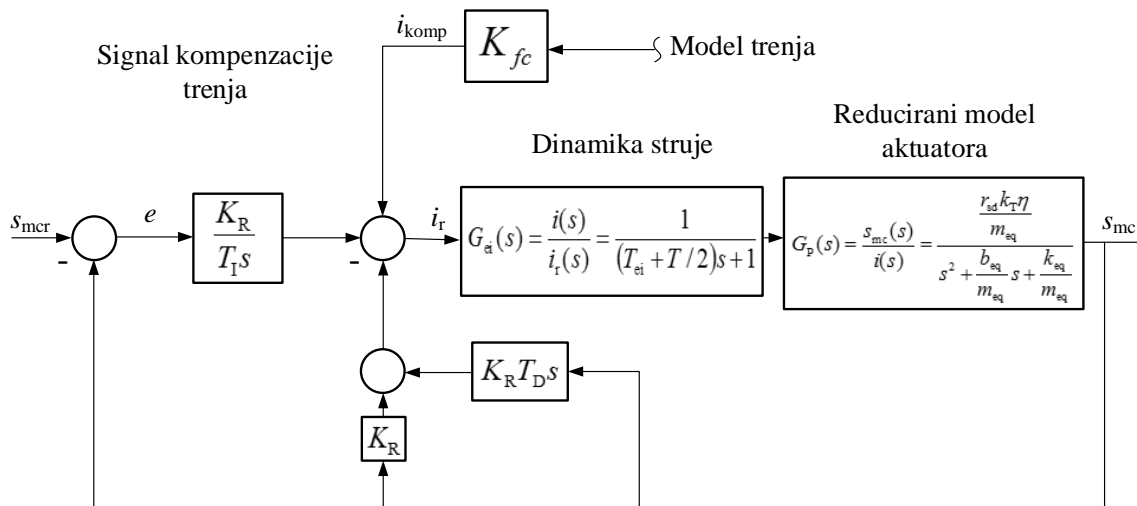 i_komp
K_fc
Model trenja
Signal kompenzacije
trenja
Dinamika struje
Reducirani model
aktuatora
s_mcr
-
e
K_R / (T_I s)
-
i_r
G_ei(s) = i(s) / i_r(s) = 1 / ((T_ei + T/2)s + 1)
G_p(s) = s_mc(s) / i(s) = (r_sd k_T η / m_eq) / (s² + (b_eq / m_eq) s + k_eq / m_eq)
s_mc
K_R T_D s
K_R